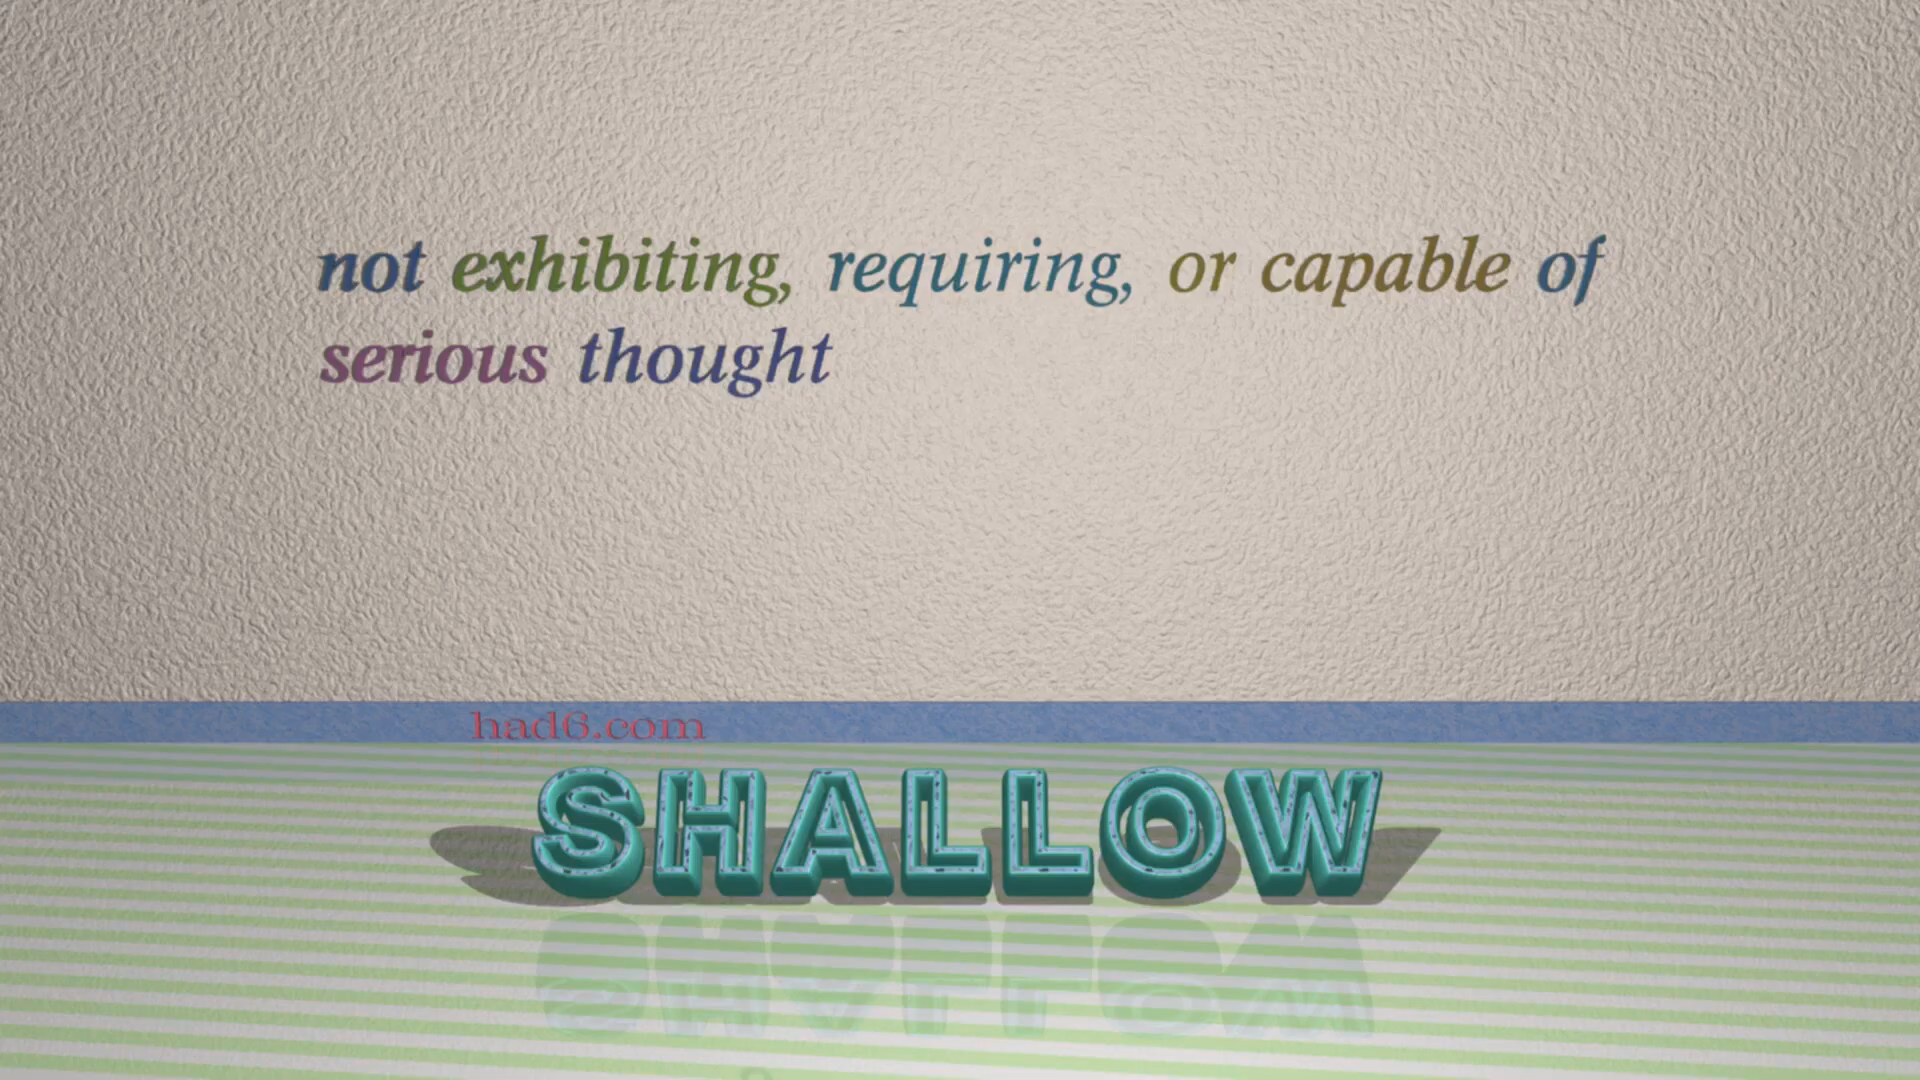 not exhibiting, requiring, or capable of
serious thought
had6.com
SHALLOW